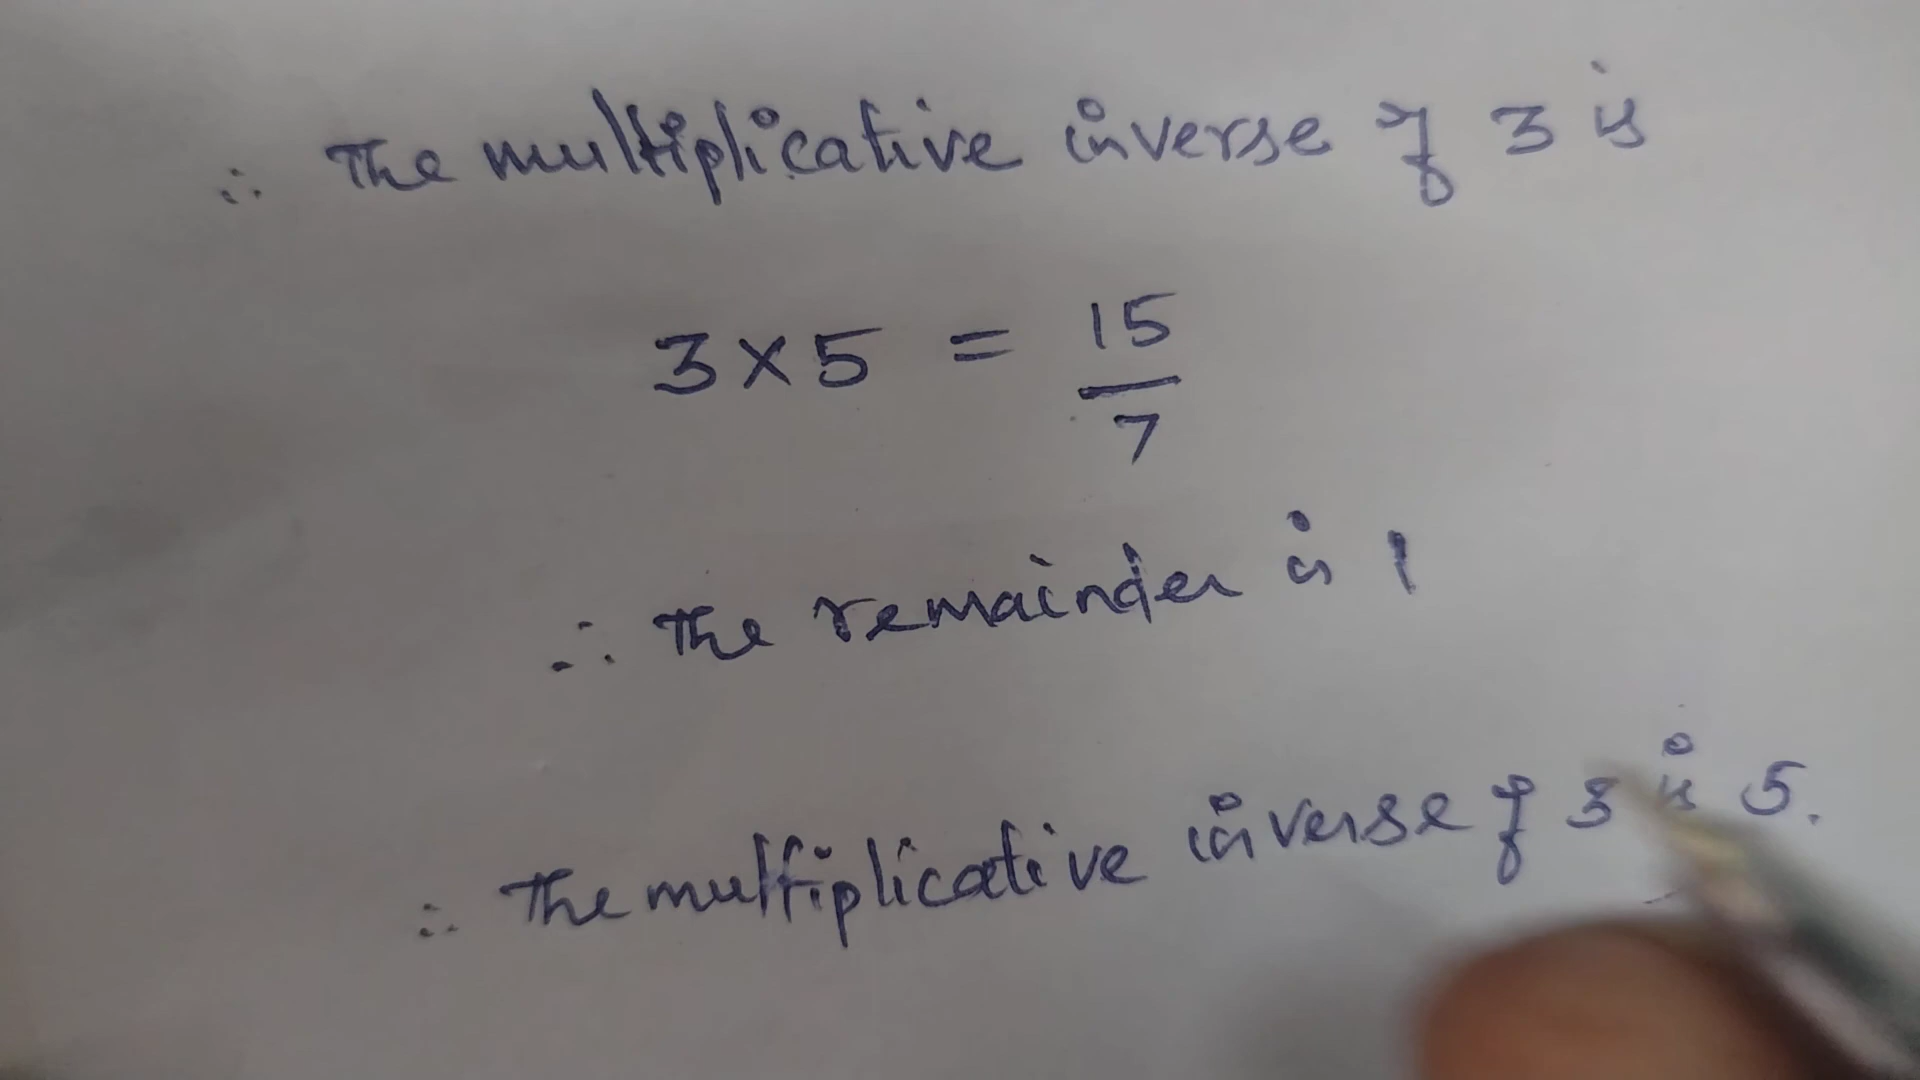 ∴ The multiplicative inverse of 3 is
3 × 5 = 15/7
∴ The remainder is 1
∴ The multiplicative inverse of 3 is 5.